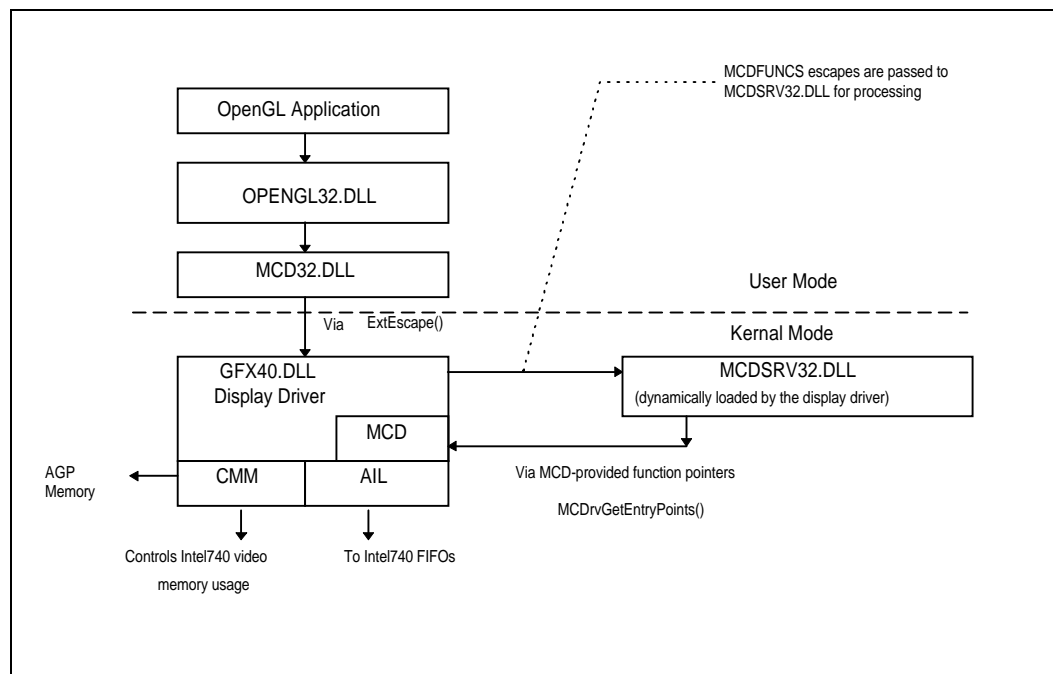 MCDFUNCS escapes are passed to
MCDSRV32.DLL for processing
OpenGL Application
OPENGL32.DLL
MCD32.DLL
User Mode
Via ExtEscape()
Kernal Mode
GFX40.DLL
Display Driver
MCDSRV32.DLL
(dynamically loaded by the display driver)
MCD
AGP
Memory
CMM
AIL
Via MCD-provided function pointers
MCDrvGetEntryPoints()
Controls Intel740 video
memory usage
To Intel740 FIFOs